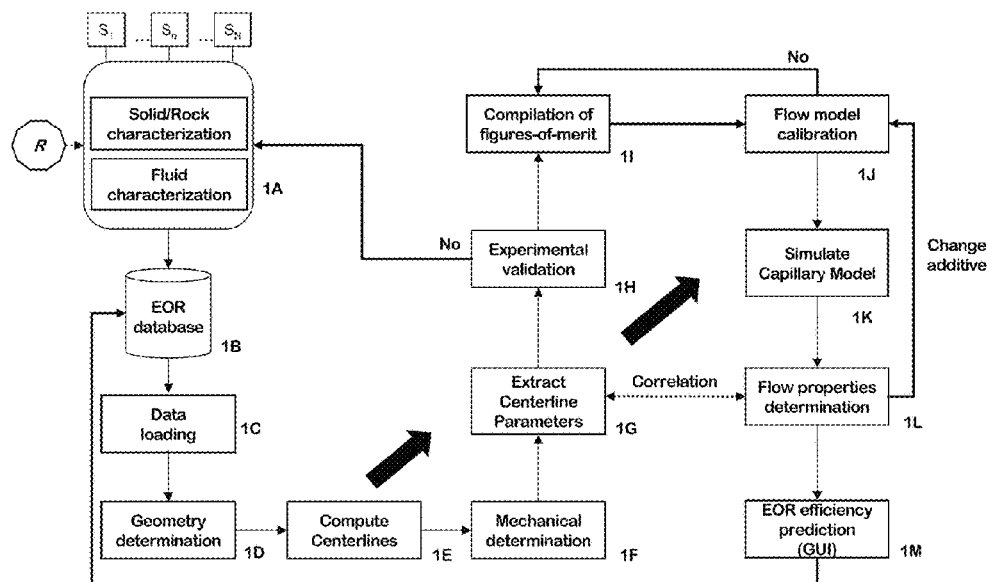 S1 ... Sn ... SN
Solid/Rock
characterization
R
Fluid
characterization
1A
EOR
database
1B
Data
loading
1C
Geometry
determination
1D
Compute
Centerlines
1E
Mechanical
determination
1F
Extract
Centerline
Parameters
1G
Correlation
Experimental
validation
1H
No
Compilation of
figures-of-merit
1I
No
Flow model
calibration
1J
Simulate
Capillary Model
1K
Change
additive
Flow properties
determination
1L
EOR efficiency
prediction
(GUI)
1M